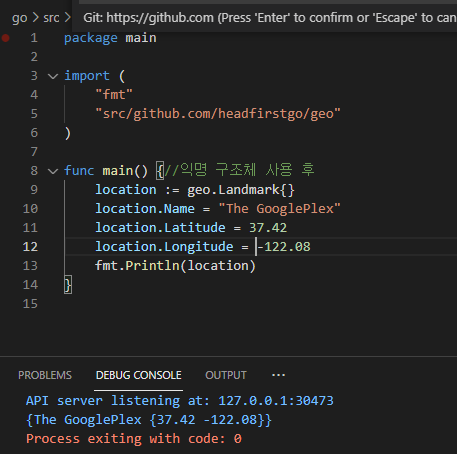 go > src > Git: https://github.com (Press 'Enter' to confirm or 'Escape' to can
1 package main
2
3 import (
4 "fmt"
5 "src/github.com/headfirstgo/geo"
6 )
7
8 func main() {//익명 구조체 사용 후
9 location := geo.Landmark{}
10 location.Name = "The GooglePlex"
11 location.Latitude = 37.42
12 location.Longitude = -122.08
13 fmt.Println(location)
14 }
15
PROBLEMS DEBUG CONSOLE OUTPUT ...
API server listening at: 127.0.0.1:30473
{The GooglePlex {37.42 -122.08}}
Process exiting with code: 0